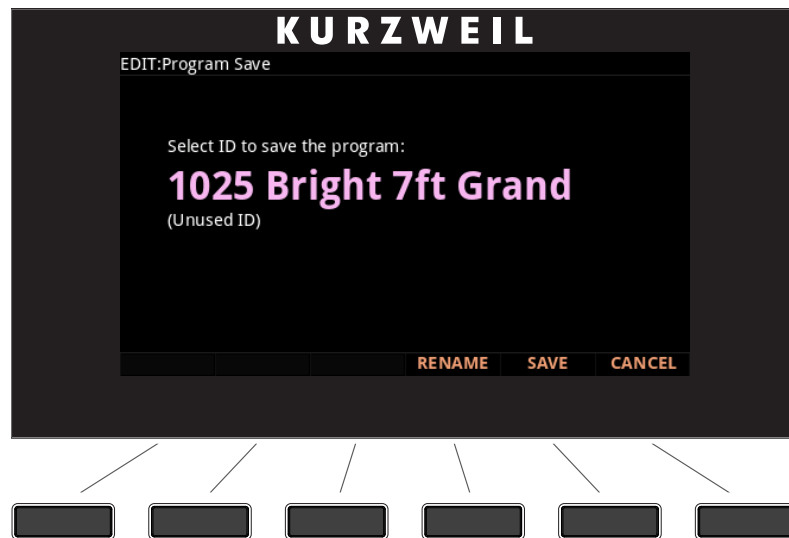 KURZWEIL
EDIT:Program Save
Select ID to save the program:
1025 Bright 7ft Grand
(Unused ID)
RENAME SAVE CANCEL